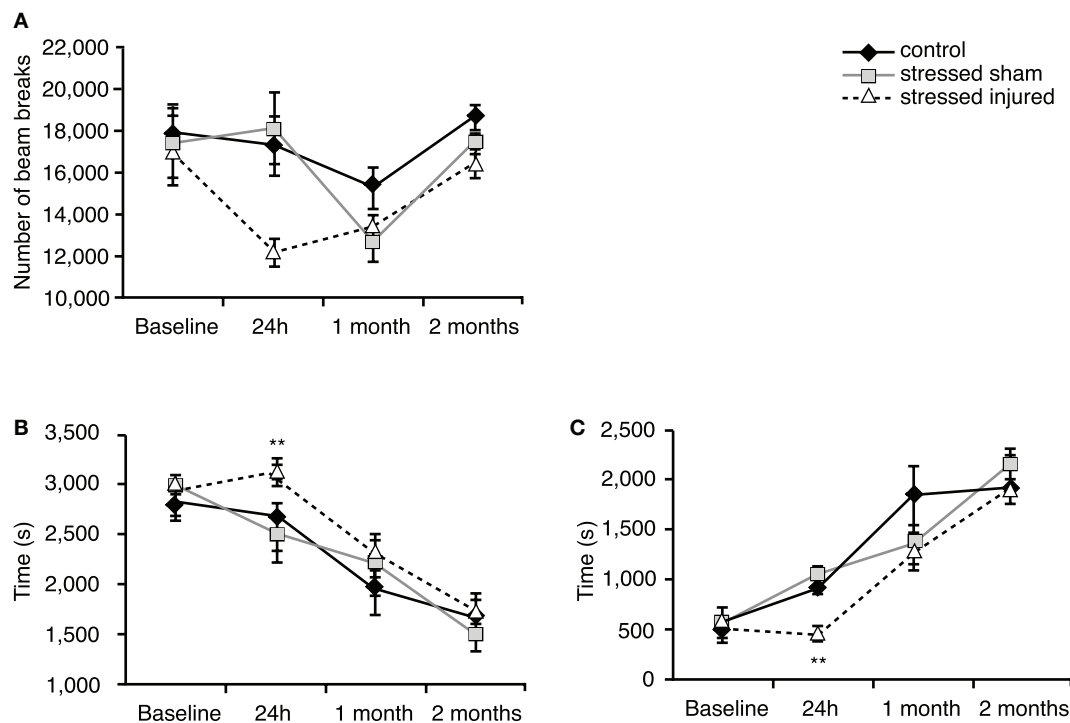 A
22,000
20,000
18,000
16,000
14,000
12,000
10,000
Number of beam breaks
Baseline 24h 1 month 2 months
control
stressed sham
stressed injured
B
3,500
3,000
2,500
2,000
1,500
1,000
Time (s)
**
Baseline 24h 1 month 2 months
C
2,500
2,000
1,500
1,000
500
0
Time (s)
**
Baseline 24h 1 month 2 months